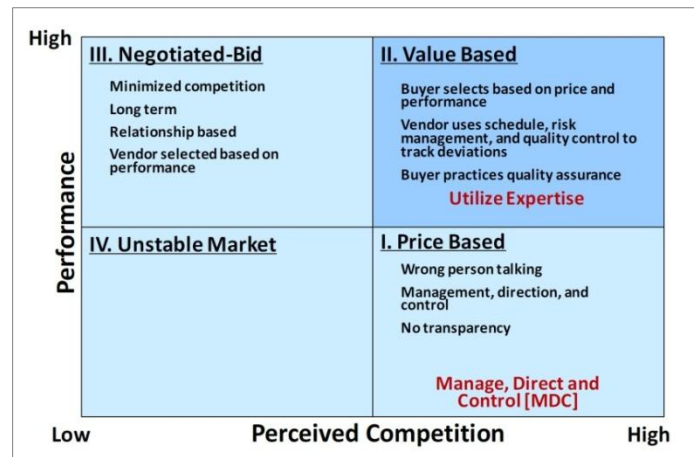 High
III. Negotiated-Bid
Minimized competition
Long term
Relationship based
Vendor selected based on
performance
II. Value Based
Buyer selects based on price and
performance
Vendor uses schedule, risk
management, and quality control to
track deviations
Buyer practices quality assurance
Utilize Expertise
Performance
IV. Unstable Market
I. Price Based
Wrong person talking
Management, direction, and
control
No transparency
Manage, Direct and
Control [MDC]
Low
Perceived Competition
High